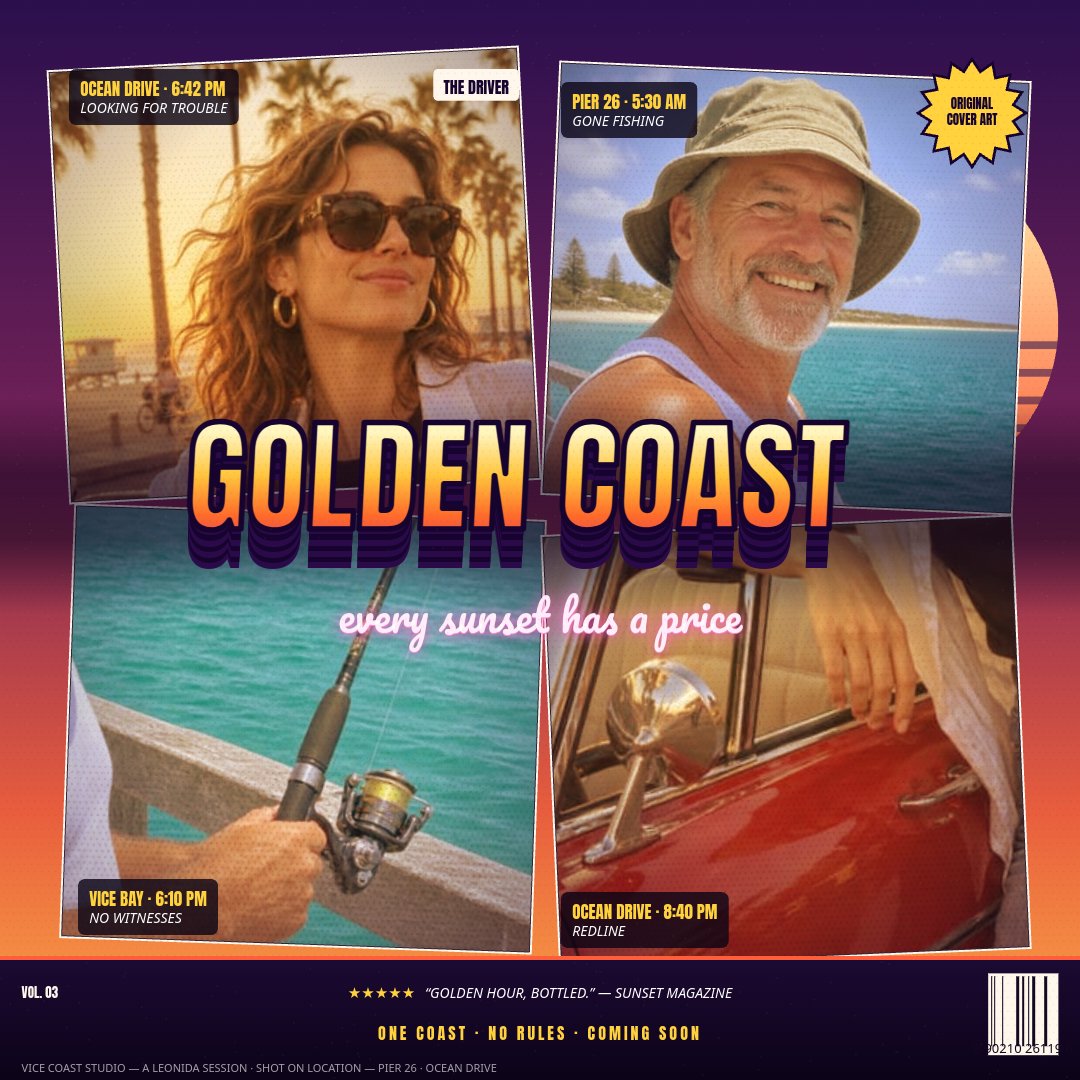 OCEAN DRIVE · 6:42 PM
LOOKING FOR TROUBLE
THE DRIVER
PIER 26 · 5:30 AM
GONE FISHING
ORIGINAL
COVER ART
GOLDEN COAST
every sunset has a price
VICE BAY · 6:10 PM
NO WITNESSES
OCEAN DRIVE · 8:40 PM
REDLINE
VOL. 03
★★★★★ “GOLDEN HOUR, BOTTLED.” — SUNSET MAGAZINE
ONE COAST · NO RULES · COMING SOON
90210 26119
VICE COAST STUDIO — A LEONIDA SESSION · SHOT ON LOCATION — PIER 26 · OCEAN DRIVE